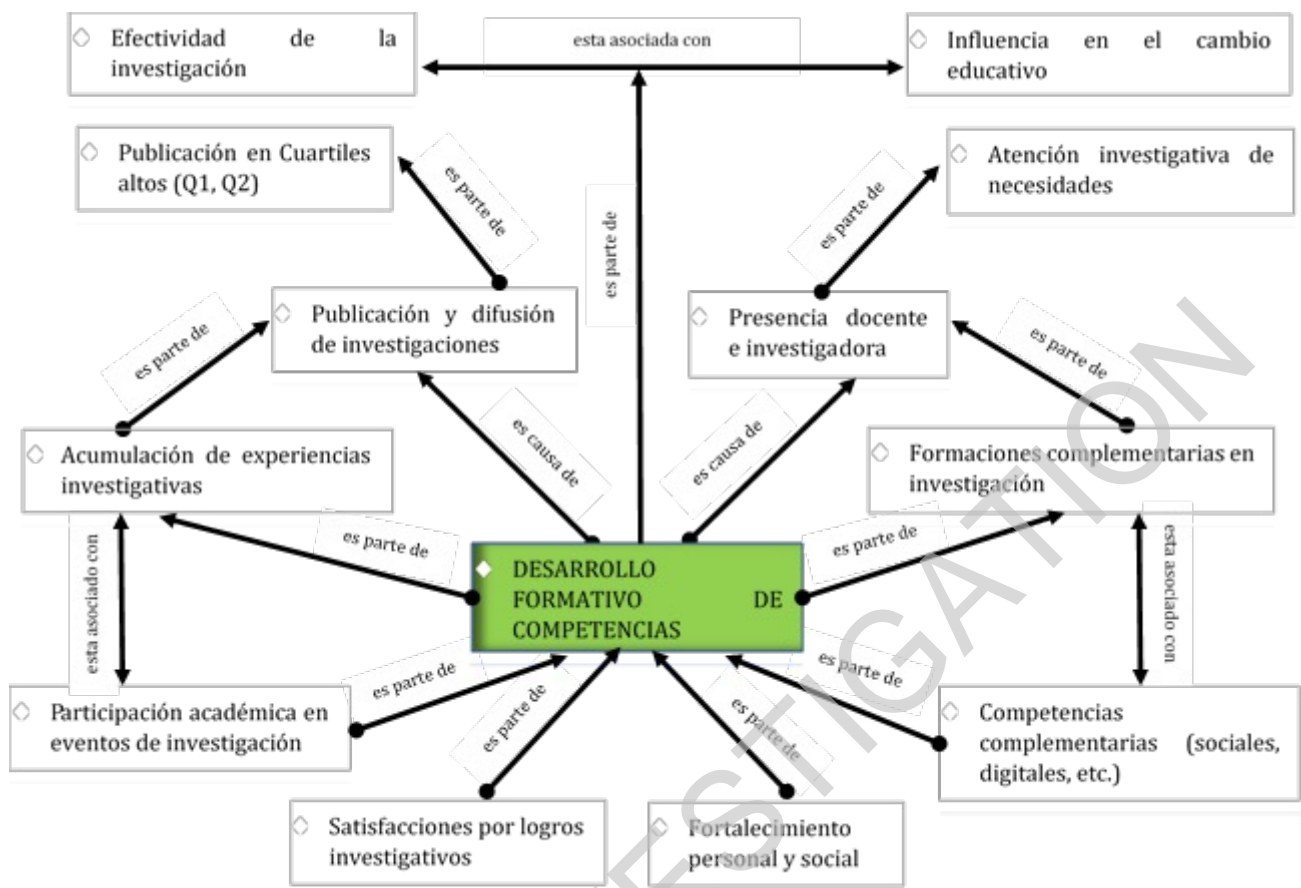 Efectividad de la
investigación
esta asociada con
Influencia en el cambio
educativo
Publicación en Cuartiles
altos (Q1, Q2)
es parte de
es parte de
es parte de
Atención investigativa de
necesidades
es parte de
Publicación y difusión
de investigaciones
Presencia docente
e investigadora
es parte de
Acumulación de experiencias
investigativas
es causa de
es causa de
Formaciones complementarias en
investigación
esta asociado con
es parte de
es parte de
esta asociado con
DESARROLLO
FORMATIVO DE
COMPETENCIAS
es parte de
es parte de
es parte de
es parte de
Participación académica en
eventos de investigación
Competencias
complementarias (sociales,
digitales, etc.)
Satisfacciones por logros
investigativos
Fortalecimiento
personal y social
ESTIGATION